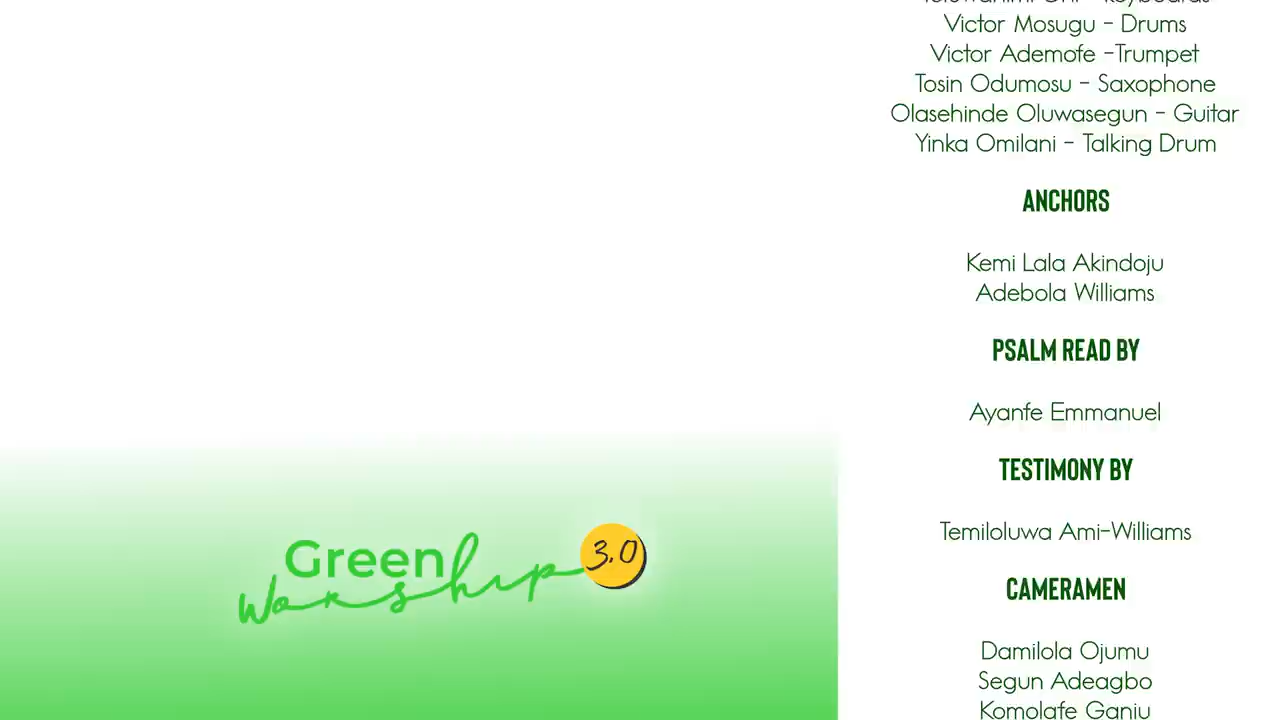 Victor Mosugu - Drums
Victor Ademofe -Trumpet
Tosin Odumosu - Saxophone
Olasehinde Oluwasegun - Guitar
Yinka Omilani - Talking Drum
ANCHORS
Kemi Lala Akindoju
Adebola Williams
PSALM READ BY
Ayanfe Emmanuel
TESTIMONY BY
Temiloluwa Ami-Williams
CAMERAMEN
Damilola Ojumu
Segun Adeagbo
Komolafe Ganiu
Green
Worship 3.0